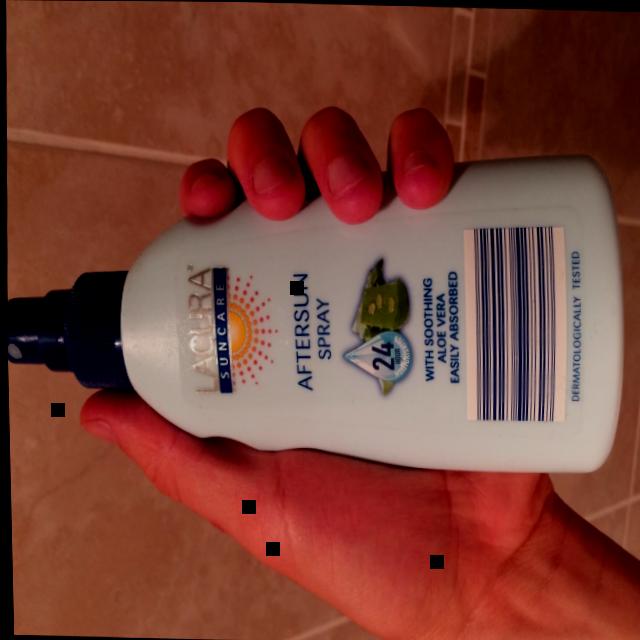 LACURA
SUNCARE
AFTERSUN
SPRAY
24
WITH SOOTHING
ALOE VERA
EASILY ABSORBED
DERMATOLOGICALLY TESTED